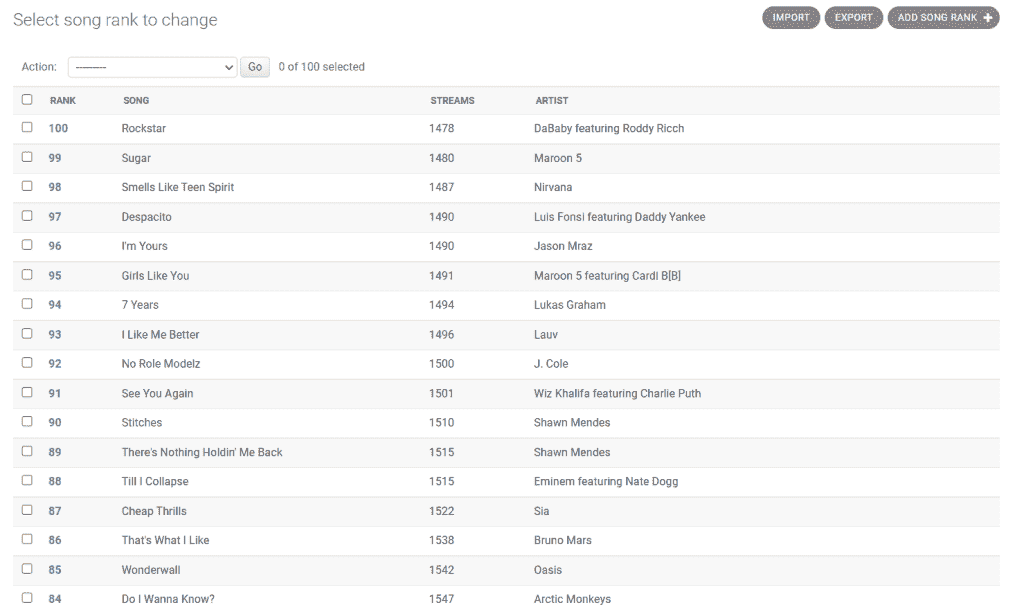 Select song rank to change
IMPORT EXPORT ADD SONG RANK +
Action: --------- Go 0 of 100 selected
RANK SONG STREAMS ARTIST
100 Rockstar 1478 DaBaby featuring Roddy Ricch
99 Sugar 1480 Maroon 5
98 Smells Like Teen Spirit 1487 Nirvana
97 Despacito 1490 Luis Fonsi featuring Daddy Yankee
96 I'm Yours 1490 Jason Mraz
95 Girls Like You 1491 Maroon 5 featuring Cardi B[B]
94 7 Years 1494 Lukas Graham
93 I Like Me Better 1496 Lauv
92 No Role Modelz 1500 J. Cole
91 See You Again 1501 Wiz Khalifa featuring Charlie Puth
90 Stitches 1510 Shawn Mendes
89 There's Nothing Holdin' Me Back 1515 Shawn Mendes
88 Till I Collapse 1515 Eminem featuring Nate Dogg
87 Cheap Thrills 1522 Sia
86 That's What I Like 1538 Bruno Mars
85 Wonderwall 1542 Oasis
84 Do I Wanna Know? 1547 Arctic Monkeys